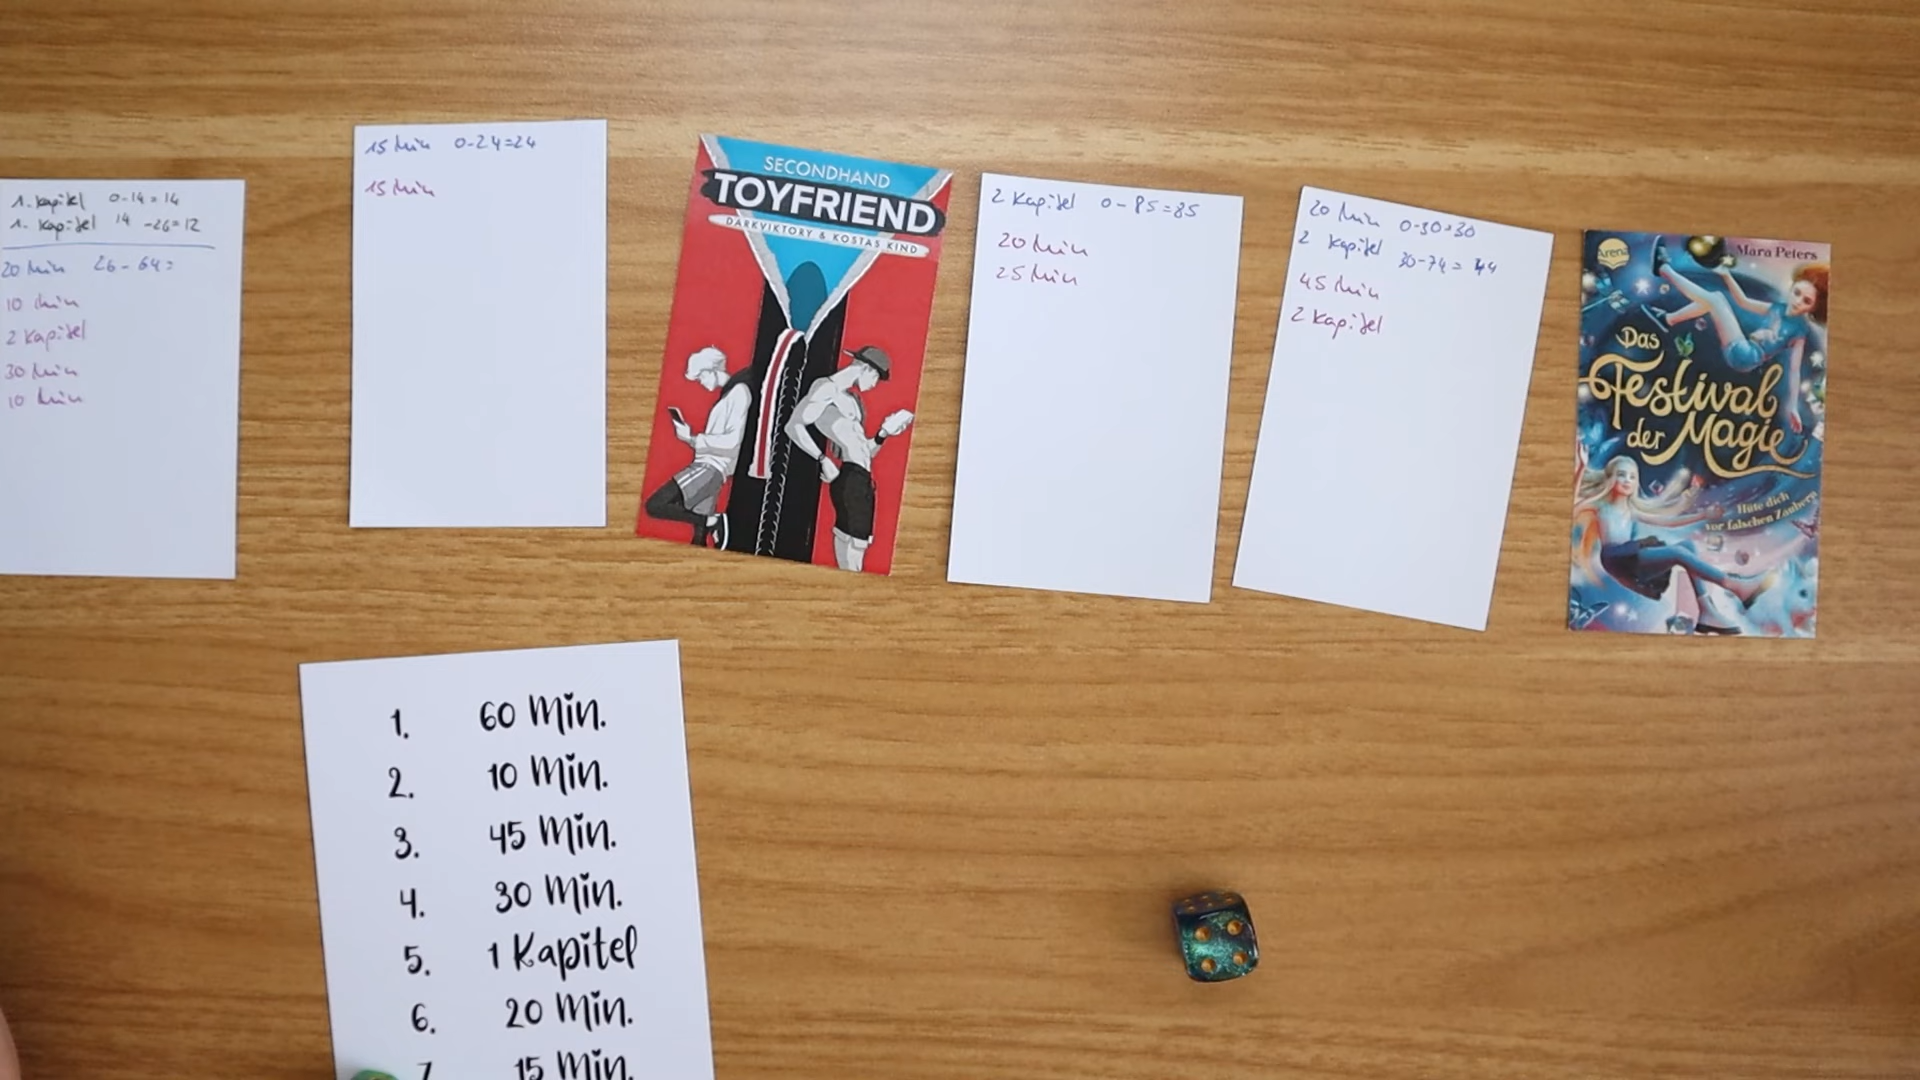 1. Kapitel 0-14=14
1. Kapitel 14-26=12
20 Min 26-64=
10 Min
2 Kapitel
30 Min
10 Min
15 Min 0-24=24
15 Min
SECONDHAND
TOYFRIEND
DARKVIKTORY & KOSTAS KIND
2 Kapitel 0-85=85
20 Min
25 Min
20 Min 0-30=30
2 Kapitel 30-74=44
45 Min
2 Kapitel
Arena
Mara Peters
Das
Festival
der Magie
Hüte dich
vor falschen Zaubern
1. 60 Min.
2. 10 Min.
3. 45 Min.
4. 30 Min.
5. 1 Kapitel
6. 20 Min.
7. 15 Min.